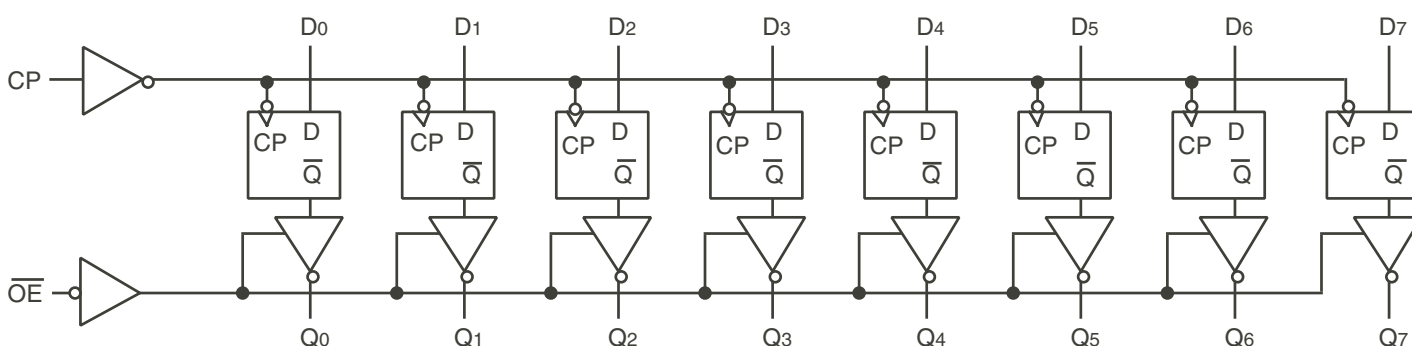 D0 D1 D2 D3 D4 D5 D6 D7
CP
D D D D D D D D
CP CP CP CP CP CP CP CP
Q̅ Q̅ Q̅ Q̅ Q̅ Q̅ Q̅ Q̅
O̅E̅
Q0 Q1 Q2 Q3 Q4 Q5 Q6 Q7